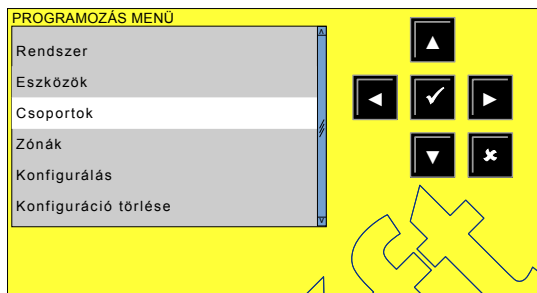 PROGRAMOZÁS MENÜ
Rendszer
Eszközök
Csoportok
Zónák
Konfigurálás
Konfiguráció törlése